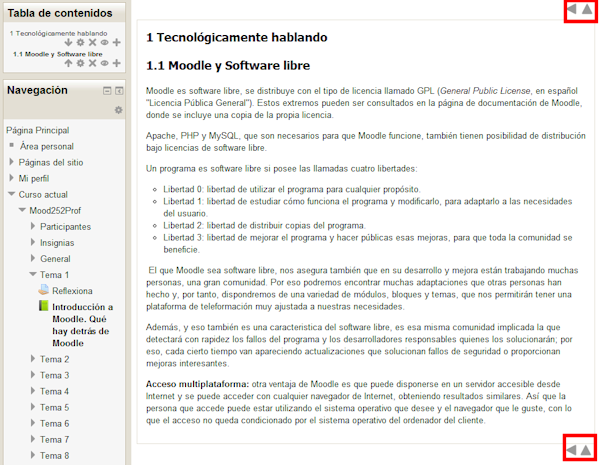 Tabla de contenidos
1 Tecnológicamente hablando
1.1 Moodle y Software libre
Navegación
Página Principal
Área personal
Páginas del sitio
Mi perfil
Curso actual
Mood252Prof
Participantes
Insignias
General
Tema 1
Reflexiona
Introducción a
Moodle. Qué
hay detrás de
Moodle
Tema 2
Tema 3
Tema 4
Tema 5
Tema 6
Tema 7
Tema 8
1 Tecnológicamente hablando
1.1 Moodle y Software libre
Moodle es software libre, se distribuye con el tipo de licencia llamado GPL (General Public License, en español
"Licencia Pública General"). Estos extremos pueden ser consultados en la página de documentación de Moodle,
donde se incluye una copia de la propia licencia.
Apache, PHP y MySQL, que son necesarios para que Moodle funcione, también tienen posibilidad de distribución
bajo licencias de software libre.
Un programa es software libre si posee las llamadas cuatro libertades:
Libertad 0: libertad de utilizar el programa para cualquier propósito.
Libertad 1: libertad de estudiar cómo funciona el programa y modificarlo, para adaptarlo a las necesidades
del usuario.
Libertad 2: libertad de distribuir copias del programa.
Libertad 3: libertad de mejorar el programa y hacer públicas esas mejoras, para que toda la comunidad se
beneficie.
El que Moodle sea software libre, nos asegura también que en su desarrollo y mejora están trabajando muchas
personas, una gran comunidad. Por eso podremos encontrar muchas adaptaciones que otras personas han
hecho y, por tanto, dispondremos de una variedad de módulos, bloques y temas, que nos permitirán tener una
plataforma de teleformación muy ajustada a nuestras necesidades.
Además, y eso también es una caracteristica del software libre, es esa misma comunidad implicada la que
detectará con rapidez los fallos del programa y los desarrolladores responsables quienes los solucionarán; por
eso, cada cierto tiempo van apareciendo actualizaciones que solucionan fallos de seguridad o proporcionan
mejoras interesantes.
Acceso multiplataforma: otra ventaja de Moodle es que puede disponerse en un servidor accesible desde
Internet y se puede acceder con cualquier navegador de Internet, obteniendo resultados similares. Así que la
persona que accede puede estar utilizando el sistema operativo que desee y el navegador que le guste, con lo
que el acceso no queda condicionado por el sistema operativo del ordenador del cliente.